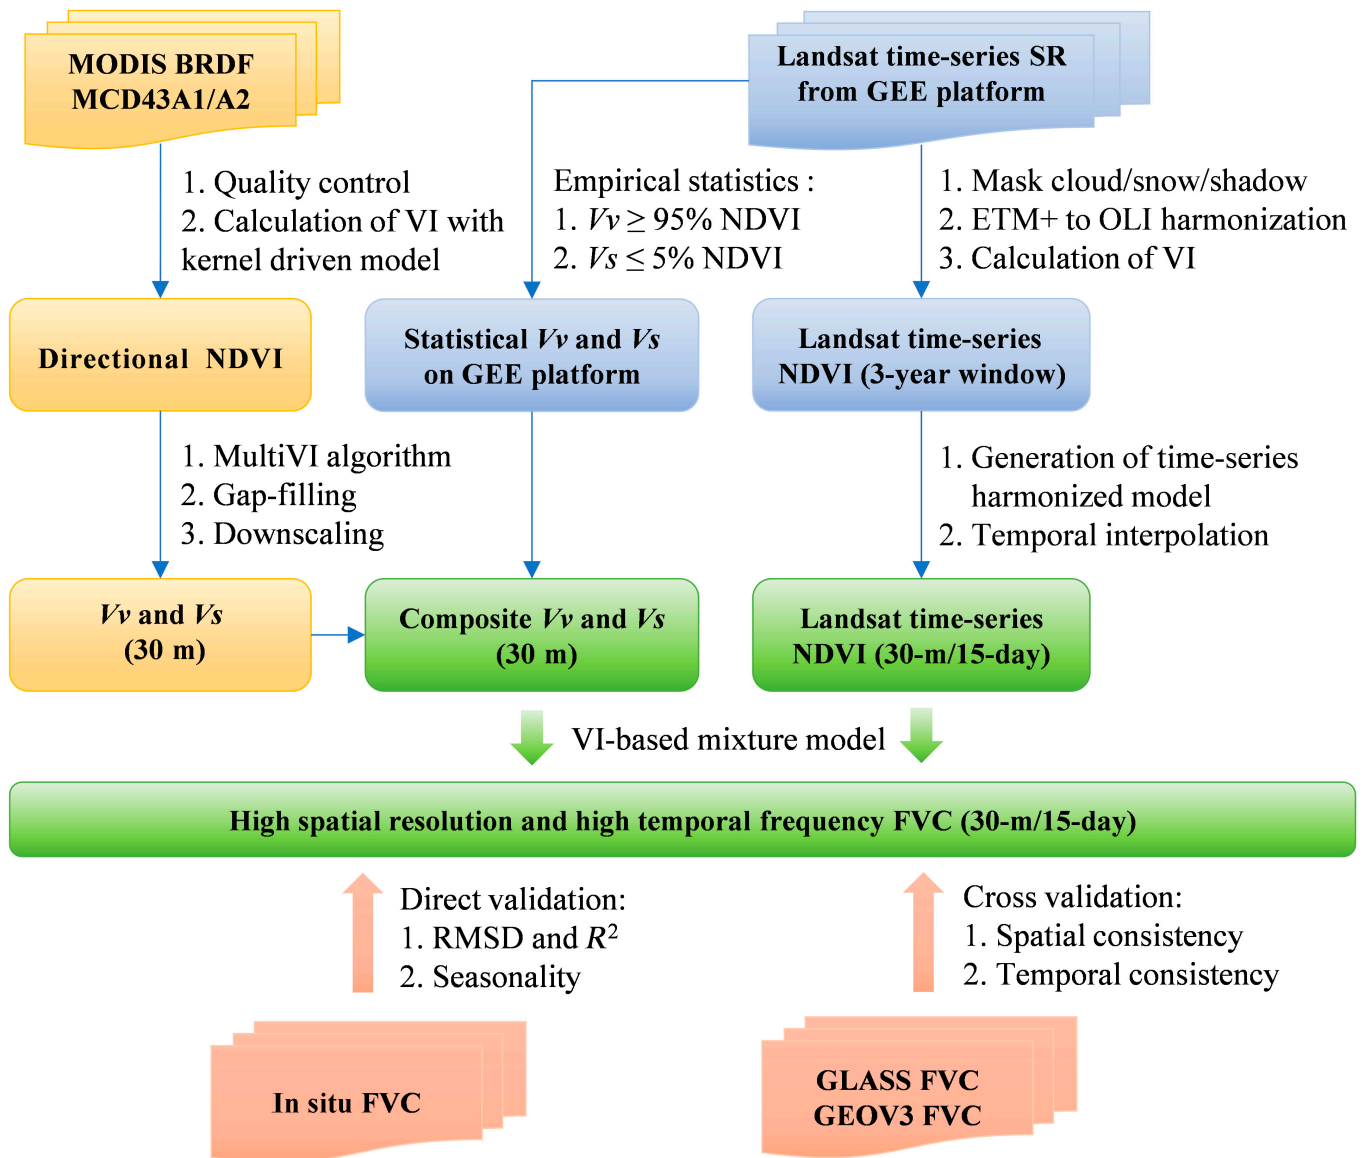 MODIS BRDF
MCD43A1/A2
Landsat time-series SR
from GEE platform
1. Quality control
2. Calculation of VI with
kernel driven model
Empirical statistics :
1. Vv ≥ 95% NDVI
2. Vs ≤ 5% NDVI
1. Mask cloud/snow/shadow
2. ETM+ to OLI harmonization
3. Calculation of VI
Directional NDVI
Statistical Vv and Vs
on GEE platform
Landsat time-series
NDVI (3-year window)
1. MultiVI algorithm
2. Gap-filling
3. Downscaling
1. Generation of time-series
harmonized model
2. Temporal interpolation
Vv and Vs
(30 m)
Composite Vv and Vs
(30 m)
Landsat time-series
NDVI (30-m/15-day)
VI-based mixture model
High spatial resolution and high temporal frequency FVC (30-m/15-day)
Direct validation:
1. RMSD and R²
2. Seasonality
Cross validation:
1. Spatial consistency
2. Temporal consistency
In situ FVC
GLASS FVC
GEOV3 FVC